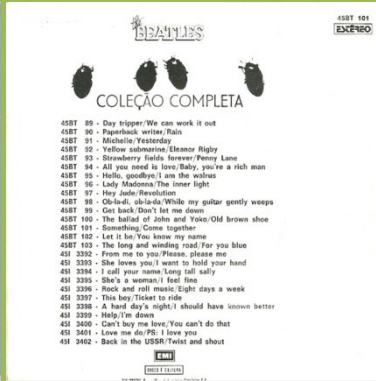 the BEATLES
45BT 101
ESTÉREO
COLEÇÃO COMPLETA
45BT 89 - Day tripper/We can work it out
45BT 90 - Paperback writer/Rain
45BT 91 - Michelle/Yesterday
45BT 92 - Yellow submarine/Eleanor Rigby
45BT 93 - Strawberry fields forever/Penny Lane
45BT 94 - All you need is love/Baby, you're a rich man
45BT 95 - Hello, goodbye/I am the walrus
45BT 96 - Lady Madonna/The inner light
45BT 97 - Hey Jude/Revolution
45BT 98 - Ob-la-di, ob-la-da/While my guitar gently weeps
45BT 99 - Get back/Don't let me down
45BT 100 - The ballad of John and Yoko/Old brown shoe
45BT 101 - Something/Come together
45BT 102 - Let it be/You know my name
45BT 103 - The long and winding road/For you blue
45I 3392 - From me to you/Please, please me
45I 3393 - She loves you/I want to hold your hand
45I 3394 - I call your name/Long tall sally
45I 3395 - She's a woman/I feel fine
45I 3396 - Rock and roll music/Eight days a week
45I 3397 - This boy/Ticket to ride
45I 3398 - A hard day's night/I should have known better
45I 3399 - Help/I'm down
45I 3400 - Can't buy me love/You can't do that
45I 3401 - Love me do/PS: I love you
45I 3402 - Back in the USSR/Twist and shout
EMI
DISCO É CULTURA